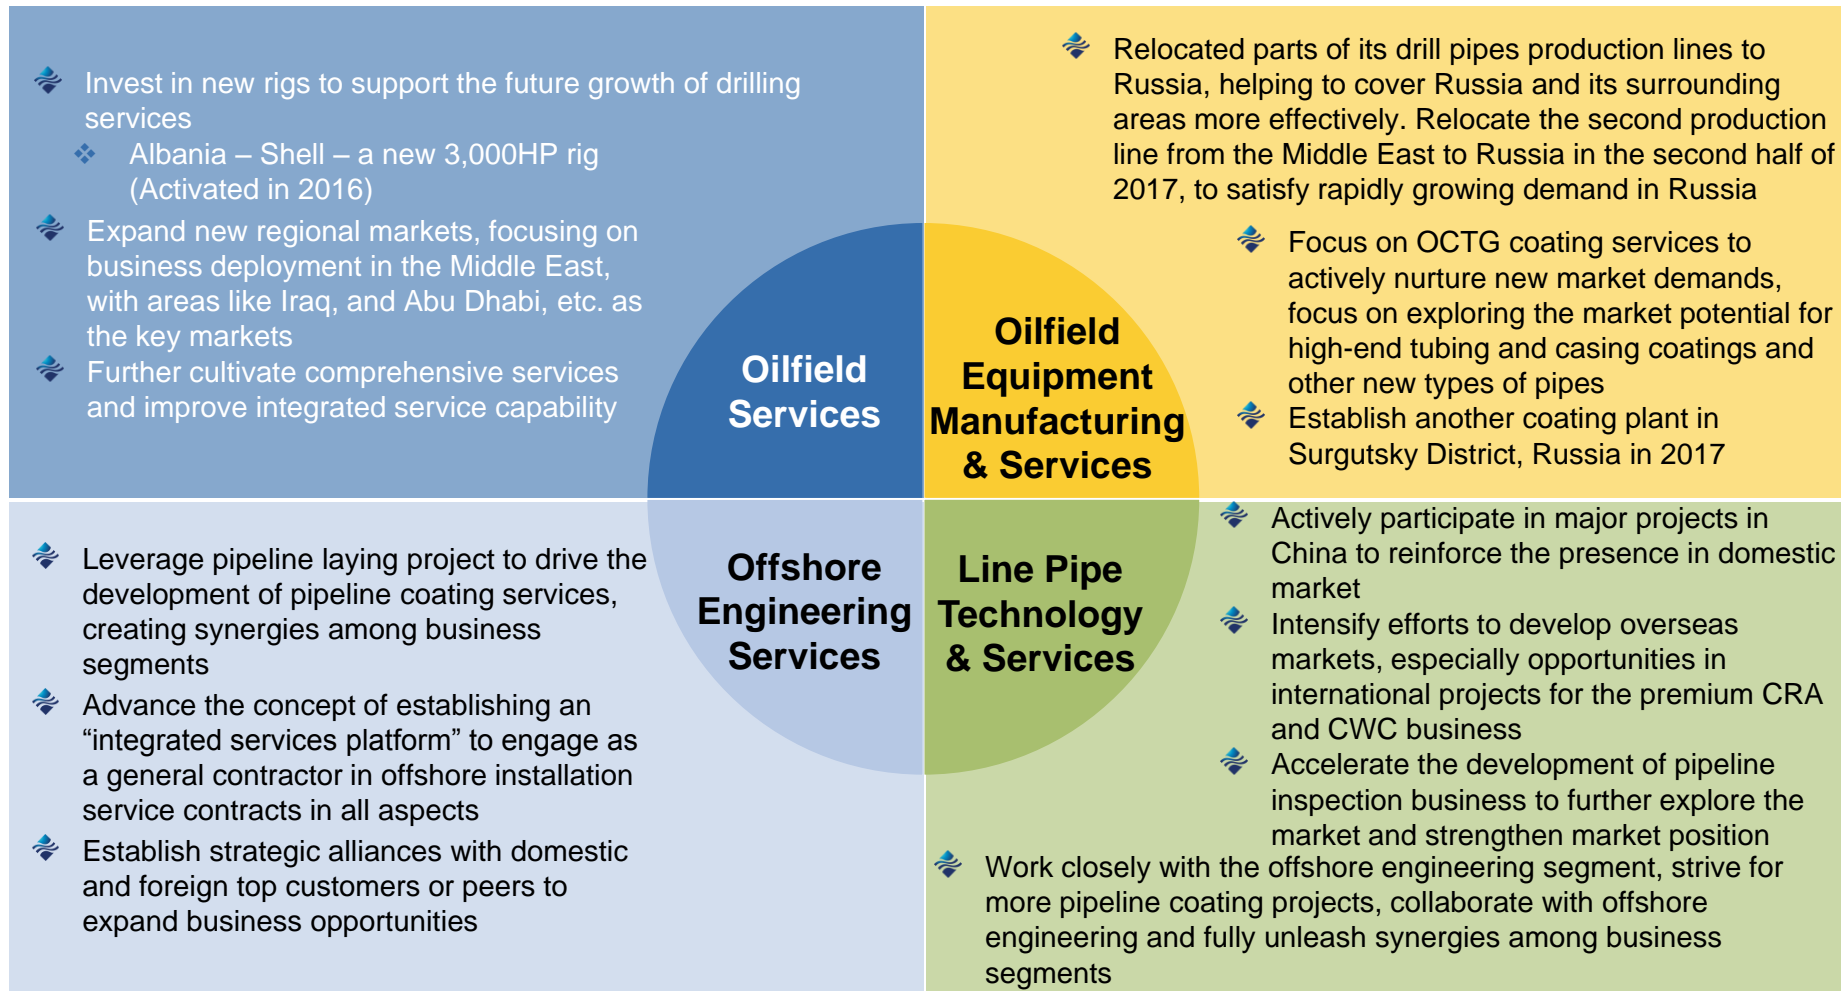 Invest in new rigs to support the future growth of drilling
services
Albania – Shell – a new 3,000HP rig
(Activated in 2016)
Expand new regional markets, focusing on
business deployment in the Middle East,
with areas like Iraq, and Abu Dhabi, etc. as
the key markets
Further cultivate comprehensive services
and improve integrated service capability
Oilfield
Services
Relocated parts of its drill pipes production lines to
Russia, helping to cover Russia and its surrounding
areas more effectively. Relocate the second production
line from the Middle East to Russia in the second half of
2017, to satisfy rapidly growing demand in Russia
Focus on OCTG coating services to
actively nurture new market demands,
focus on exploring the market potential for
high-end tubing and casing coatings and
other new types of pipes
Establish another coating plant in
Surgutsky District, Russia in 2017
Oilfield
Equipment
Manufacturing
& Services
Leverage pipeline laying project to drive the
development of pipeline coating services,
creating synergies among business
segments
Advance the concept of establishing an
“integrated services platform” to engage as
a general contractor in offshore installation
service contracts in all aspects
Establish strategic alliances with domestic
and foreign top customers or peers to
expand business opportunities
Offshore
Engineering
Services
Line Pipe
Technology
& Services
Actively participate in major projects in
China to reinforce the presence in domestic
market
Intensify efforts to develop overseas
markets, especially opportunities in
international projects for the premium CRA
and CWC business
Accelerate the development of pipeline
inspection business to further explore the
market and strengthen market position
Work closely with the offshore engineering segment, strive for
more pipeline coating projects, collaborate with offshore
engineering and fully unleash synergies among business
segments